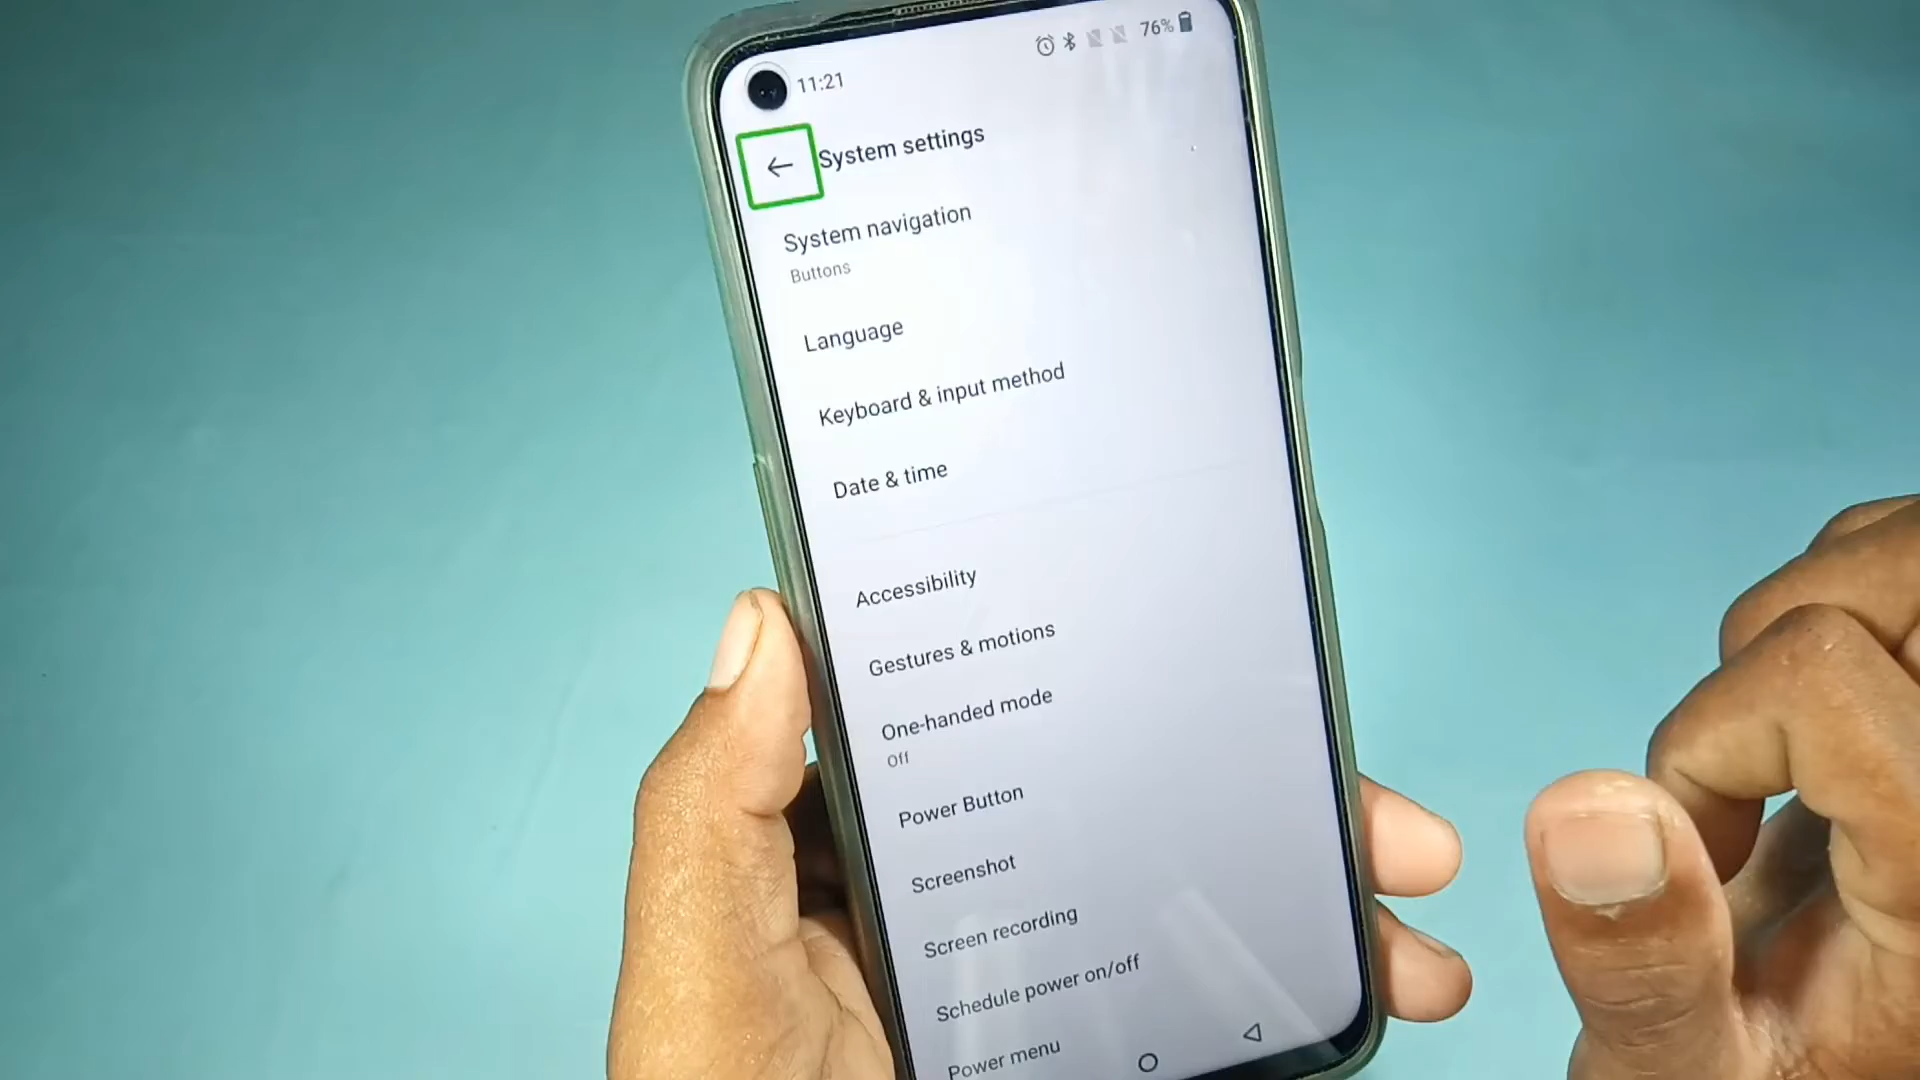 11:21
76%
System settings
System navigation
Buttons
Language
Keyboard & input method
Date & time
Accessibility
Gestures & motions
One-handed mode
Off
Power Button
Screenshot
Screen recording
Schedule power on/off
Power menu